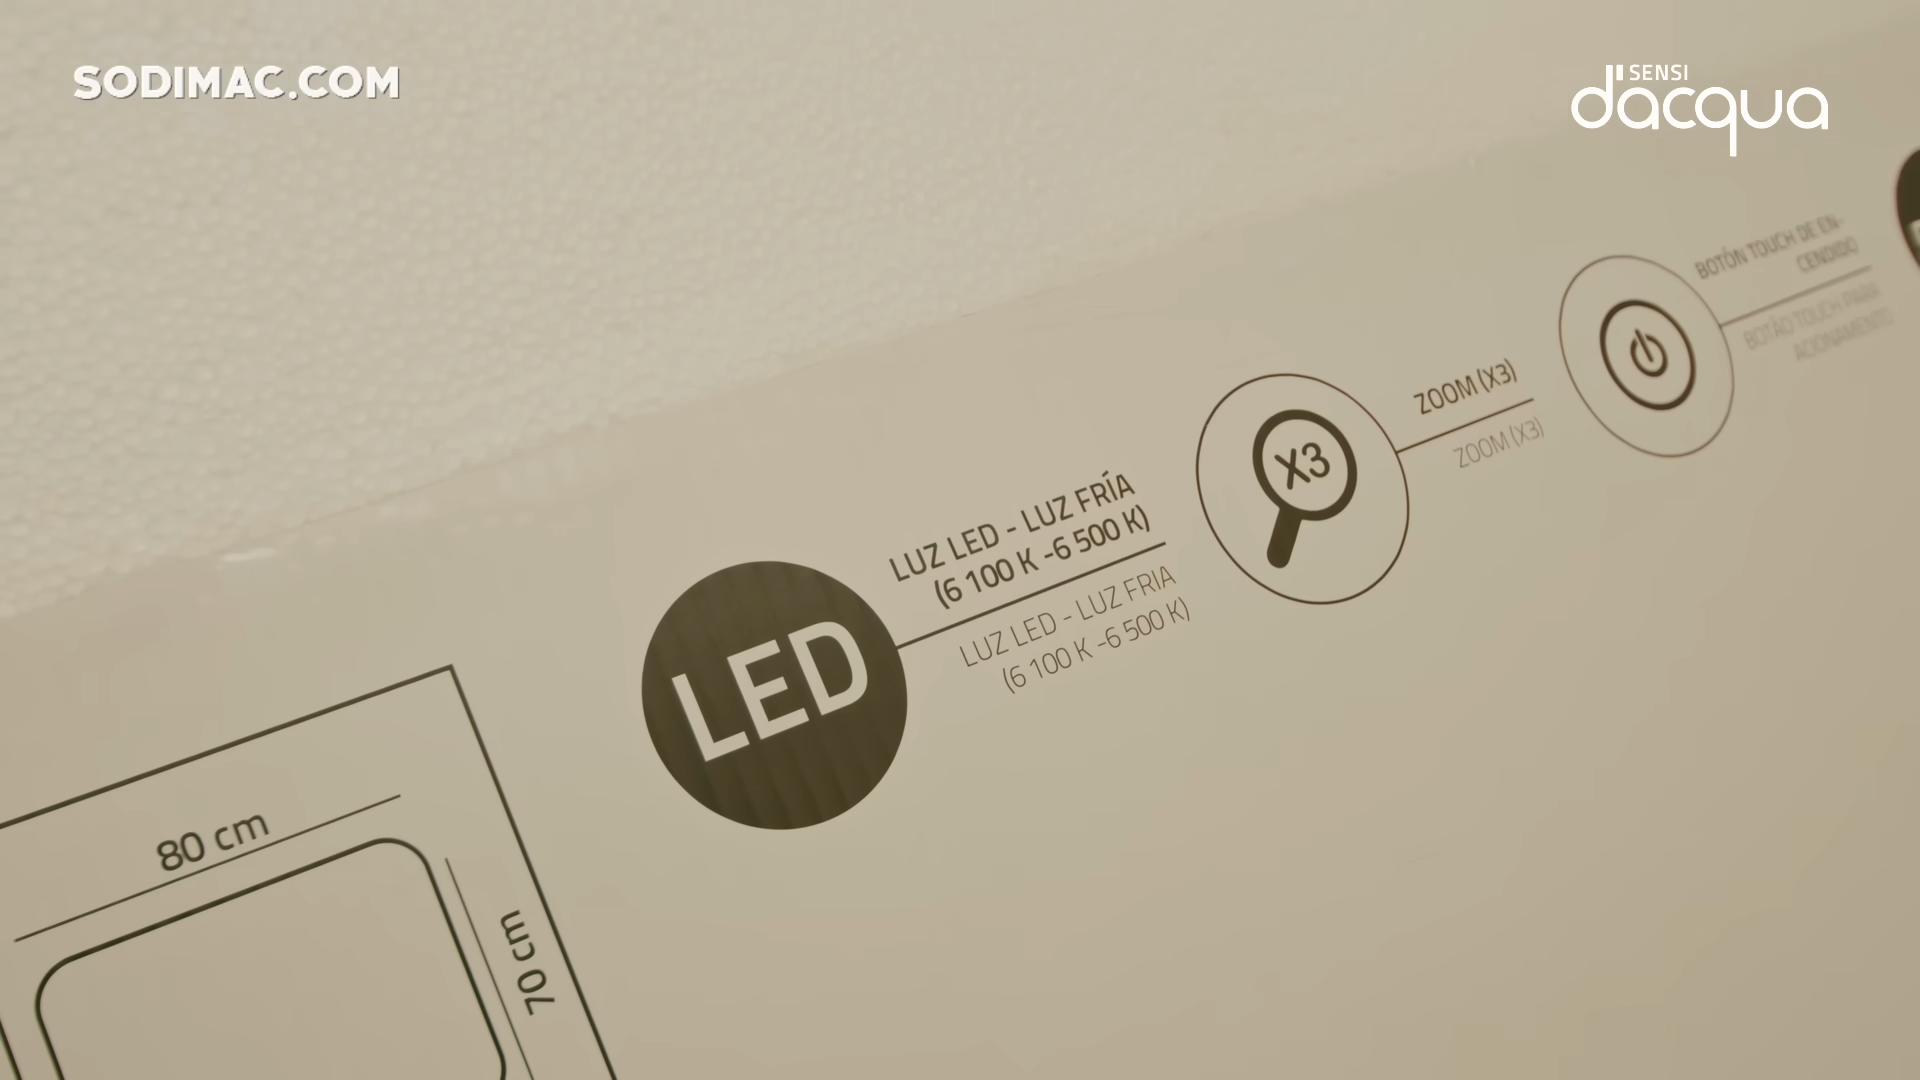 SODIMAC.COM
SENSI
dacqua
BOTÓN TOUCH DE EN-
CENDIDO
BOTÃO TOUCH PARA
ACIONAMENTO
ZOOM (X3)
ZOOM (X3)
X3
LUZ LED - LUZ FRÍA
(6 100 K -6 500 K)
LUZ LED - LUZ FRIA
(6 100 K -6 500 K)
LED
80 cm
70 cm